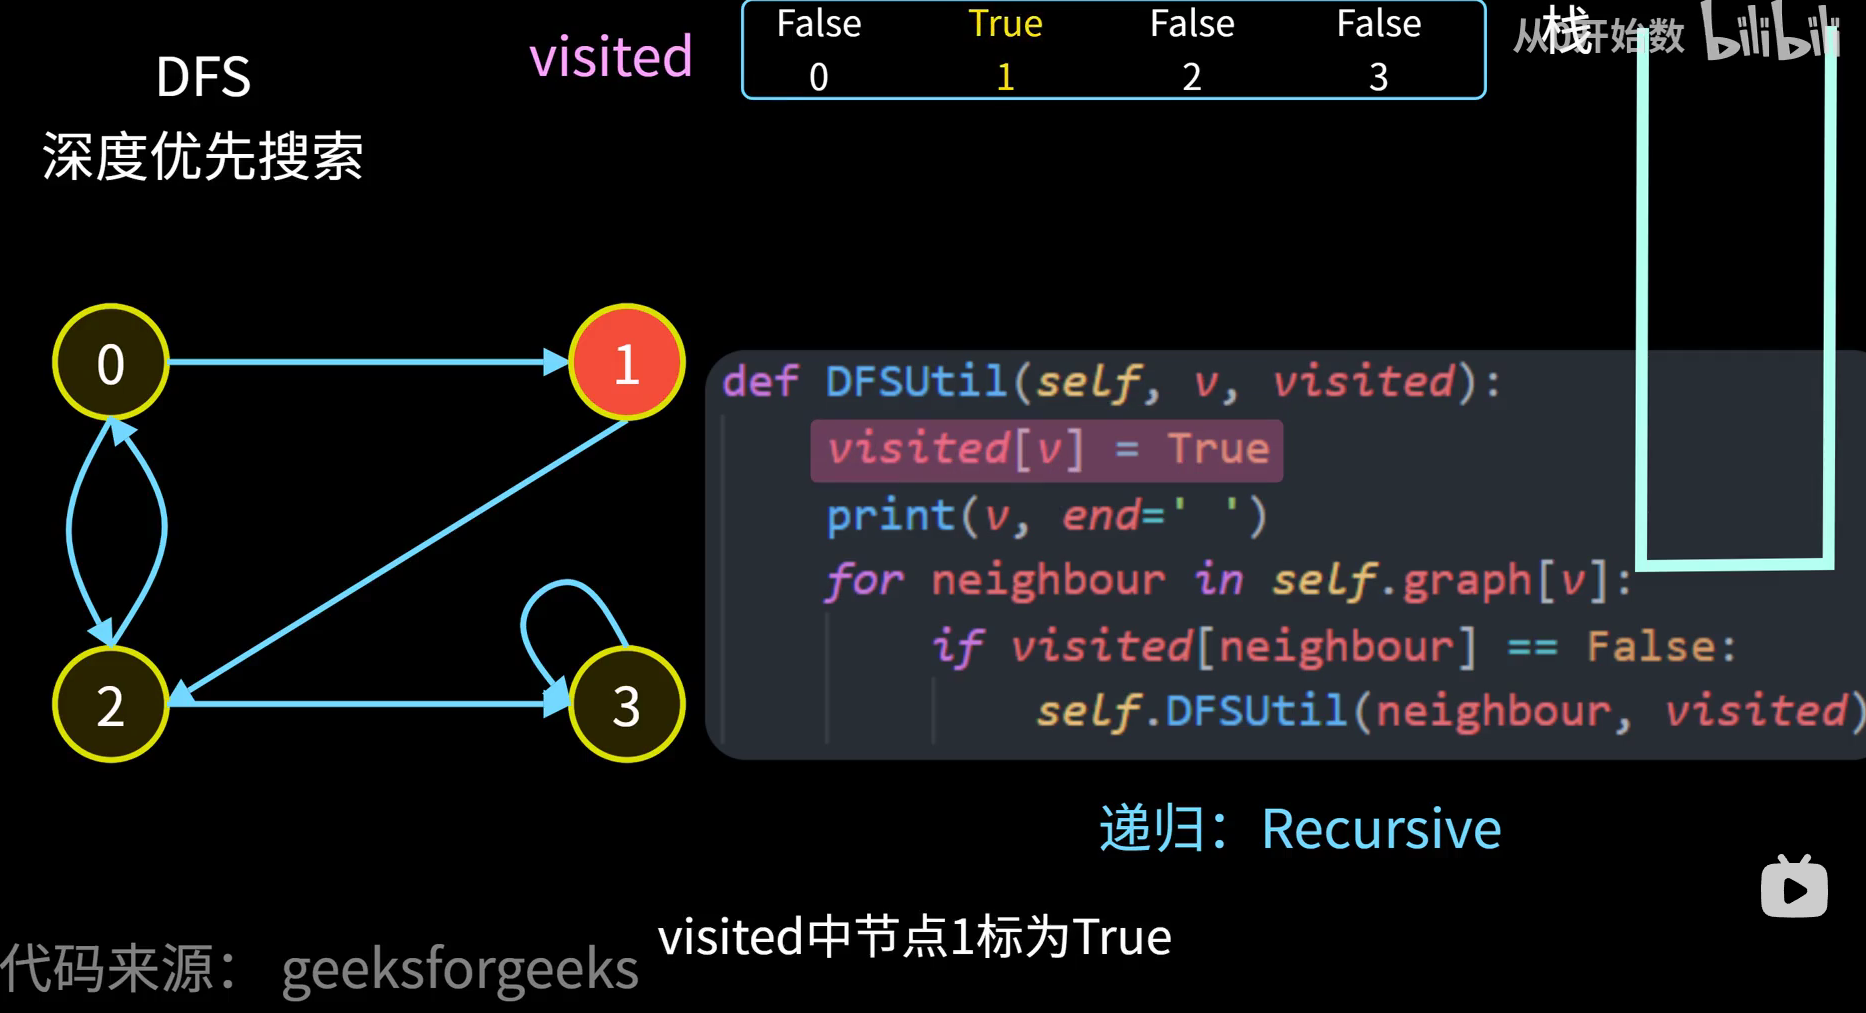 DFS
深度优先搜索
visited
False True False False
0 1 2 3
栈
从0开始数
bilibili
0
1
2
3
def DFSUtil(self, v, visited):
visited[v] = True
print(v, end=' ')
for neighbour in self.graph[v]:
if visited[neighbour] == False:
self.DFSUtil(neighbour, visited)
递归：Recursive
visited中节点1标为True
代码来源： geeksforgeeks